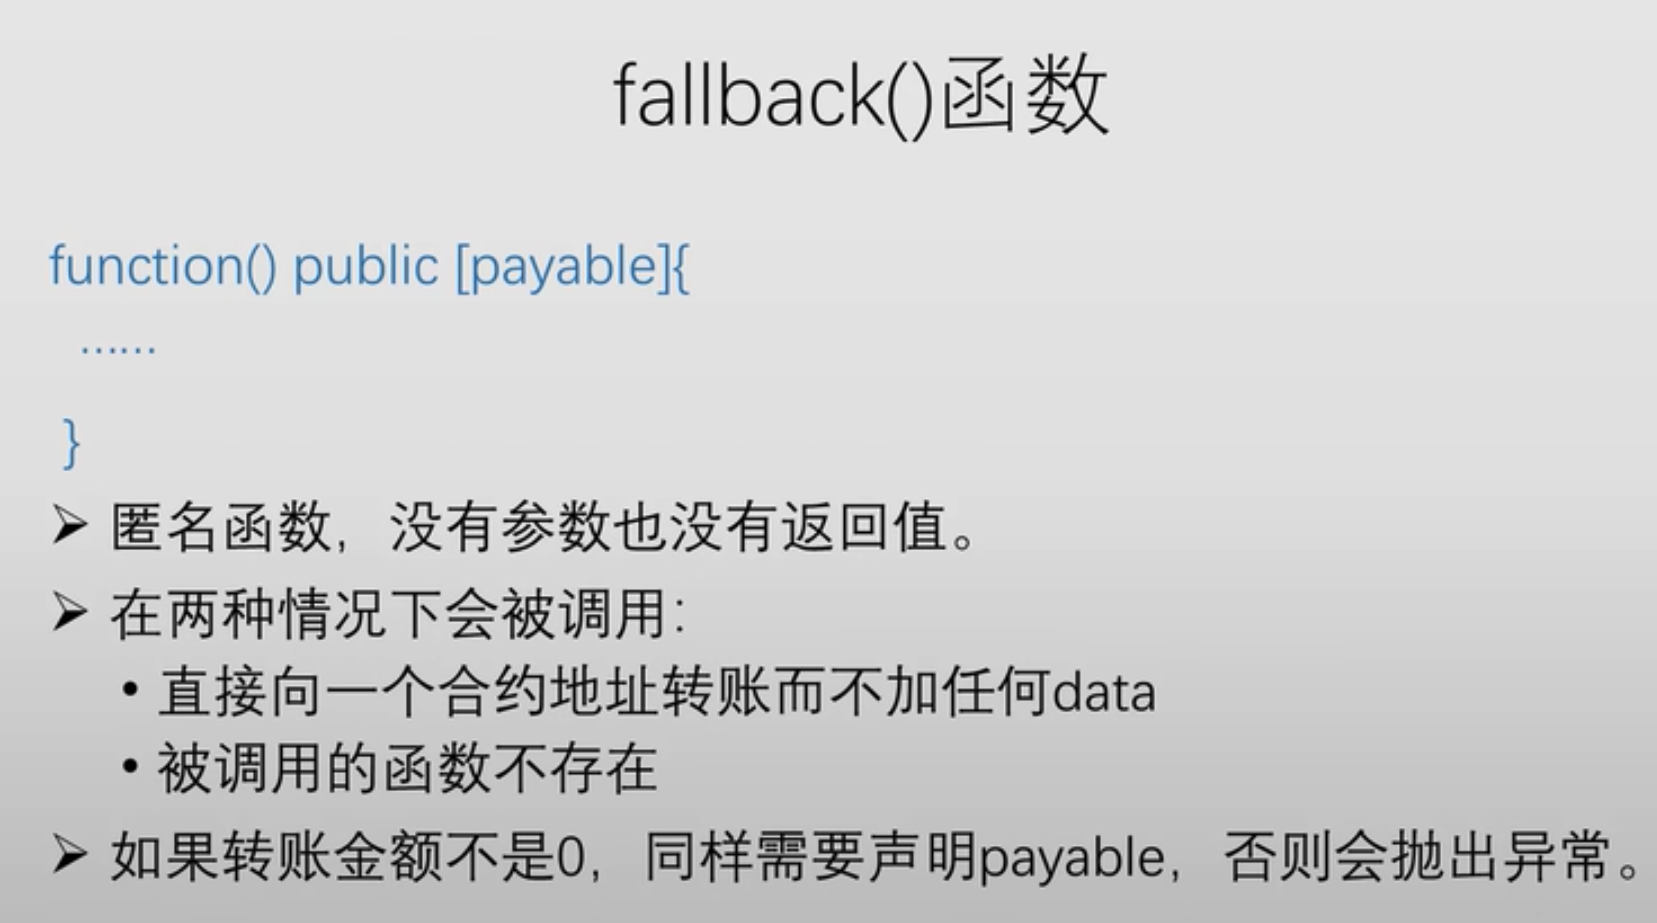 fallback()函数
function() public [payable]{
……
}
➢ 匿名函数，没有参数也没有返回值。
➢ 在两种情况下会被调用：
• 直接向一个合约地址转账而不加任何data
• 被调用的函数不存在
➢ 如果转账金额不是0，同样需要声明payable，否则会抛出异常。